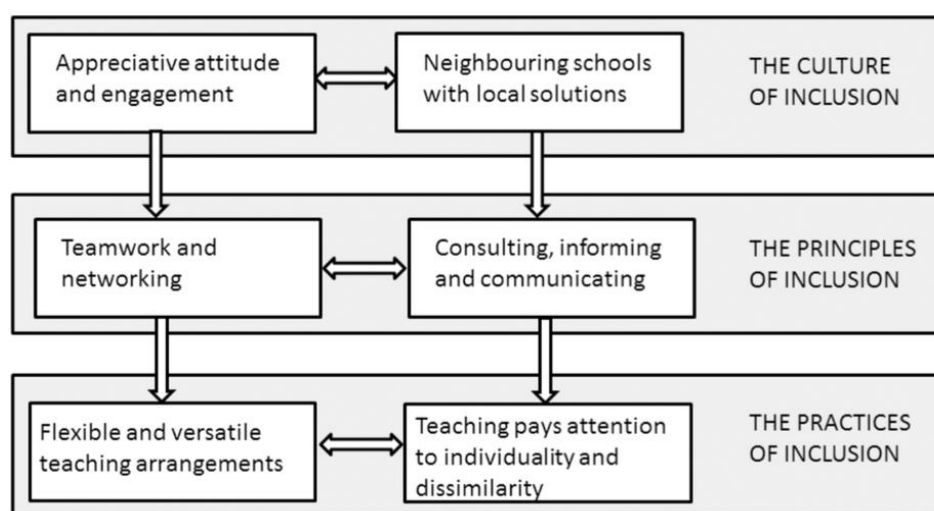 Appreciative attitude
and engagement
Neighbouring schools
with local solutions
THE CULTURE
OF INCLUSION
Teamwork and
networking
Consulting, informing
and communicating
THE PRINCIPLES
OF INCLUSION
Flexible and versatile
teaching arrangements
Teaching pays attention
to individuality and
dissimilarity
THE PRACTICES
OF INCLUSION